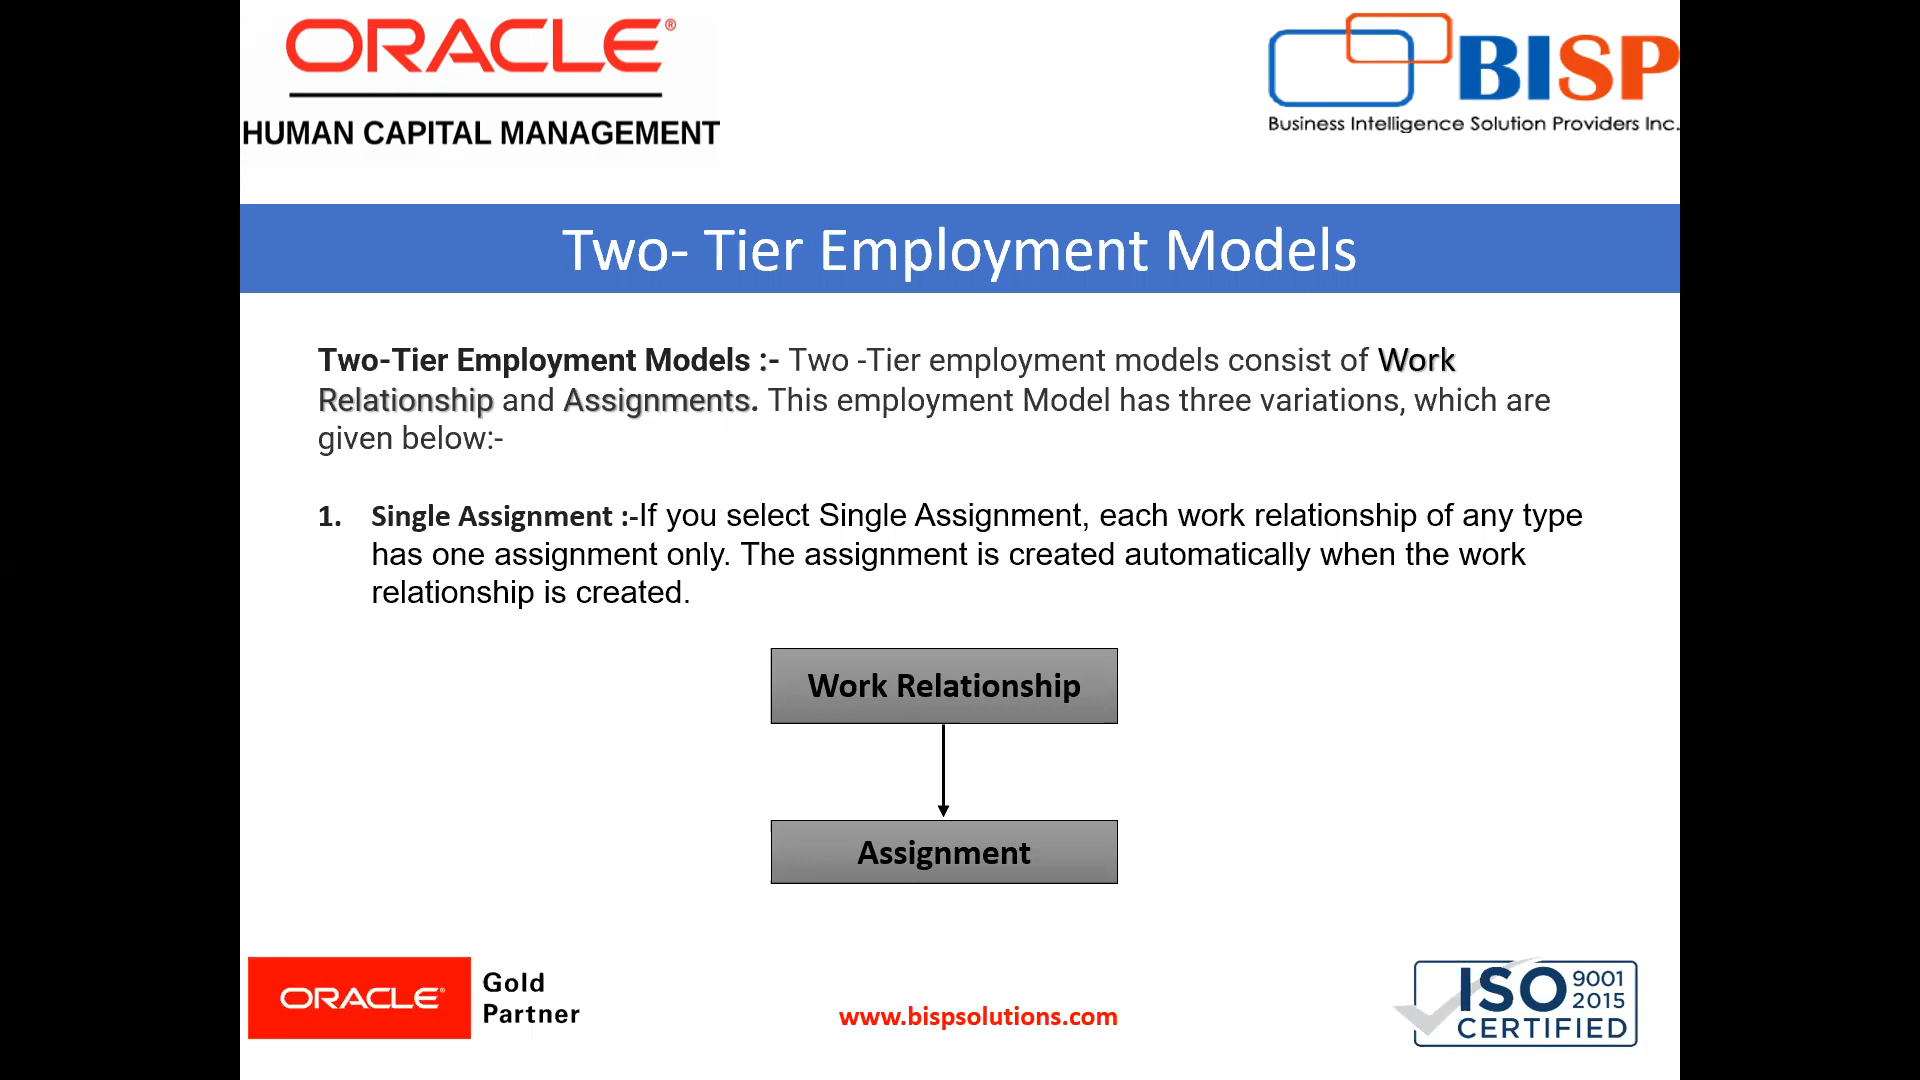 ORACLE®
HUMAN CAPITAL MANAGEMENT
BISP
Business Intelligence Solution Providers Inc.
Two- Tier Employment Models
Two-Tier Employment Models :- Two -Tier employment models consist of Work
Relationship and Assignments. This employment Model has three variations, which are
given below:-
1. Single Assignment :-If you select Single Assignment, each work relationship of any type
has one assignment only. The assignment is created automatically when the work
relationship is created.
Work Relationship
Assignment
ORACLE®
Gold
Partner
www.bispsolutions.com
ISO 9001
2015
CERTIFIED